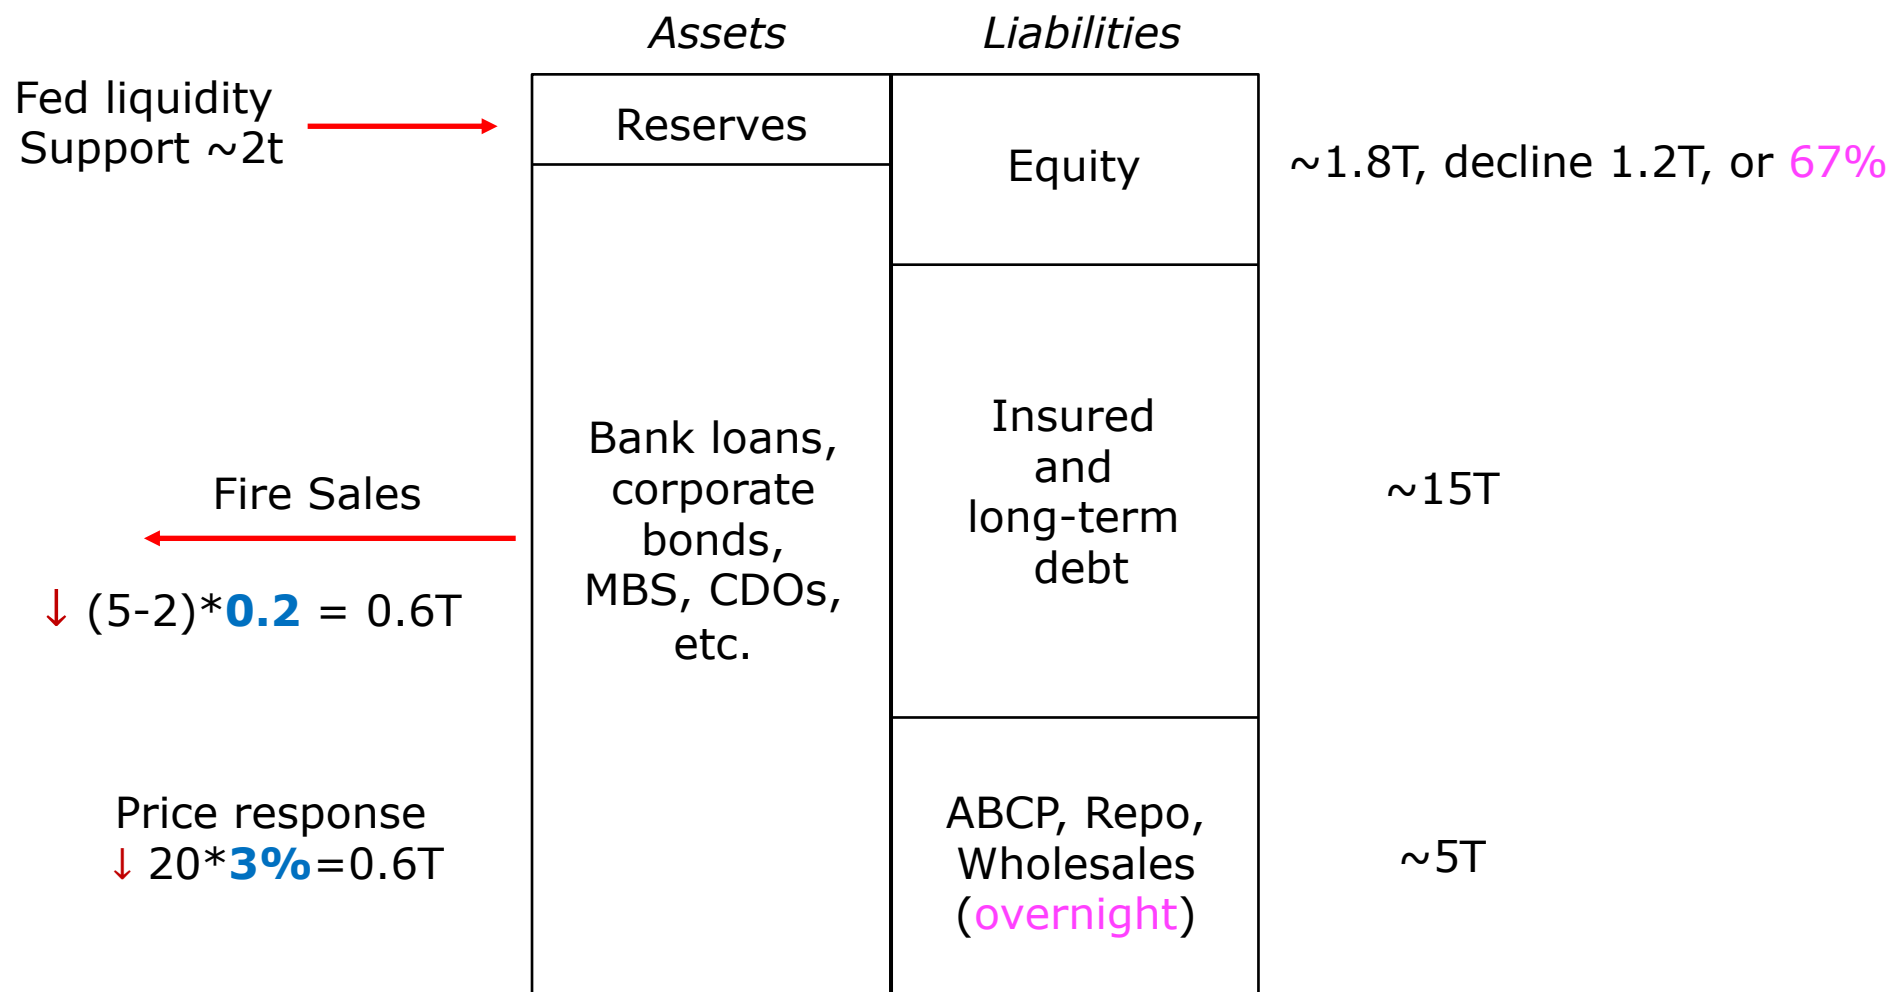 Assets
Liabilities
Fed liquidity
Support ~2t
Reserves
Equity
~1.8T, decline 1.2T, or 67%
Bank loans,
corporate
bonds,
MBS, CDOs,
etc.
Insured
and
long-term
debt
~15T
Fire Sales
↓ (5-2)*0.2 = 0.6T
Price response
↓ 20*3%=0.6T
ABCP, Repo,
Wholesales
(overnight)
~5T